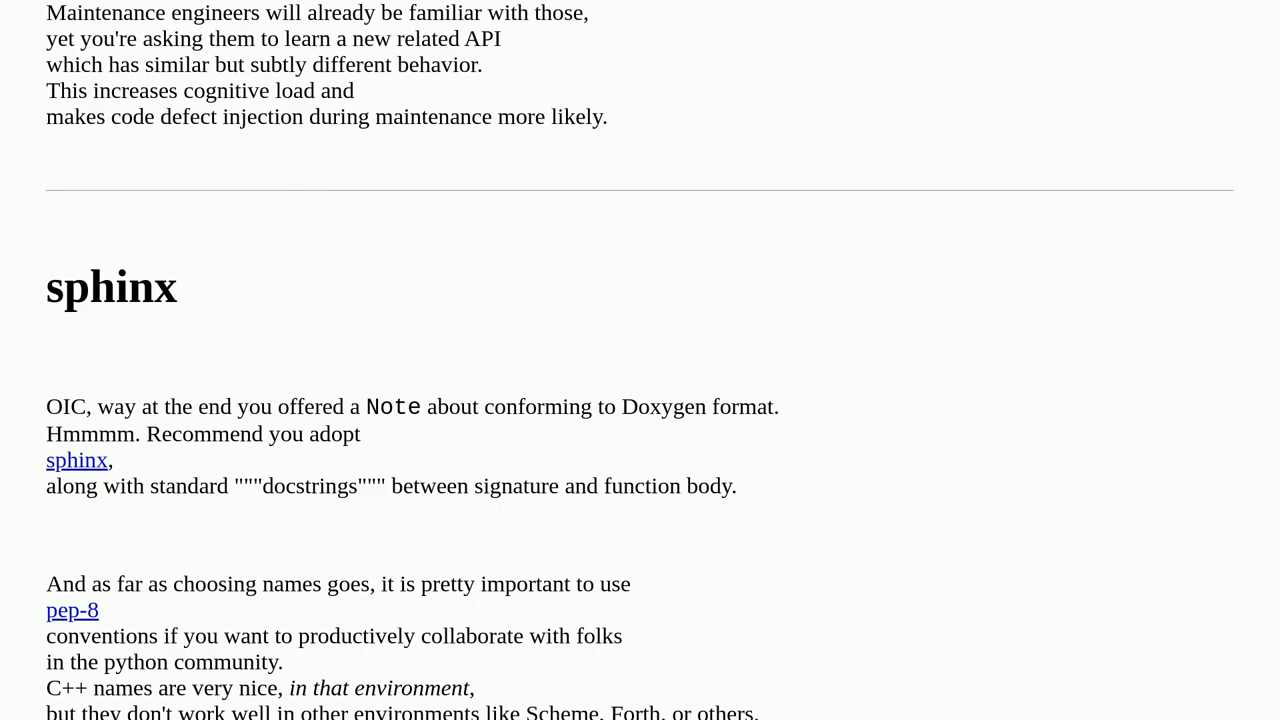 Maintenance engineers will already be familiar with those,
yet you're asking them to learn a new related API
which has similar but subtly different behavior.
This increases cognitive load and
makes code defect injection during maintenance more likely.
sphinx
OIC, way at the end you offered a Note about conforming to Doxygen format.
Hmmmm. Recommend you adopt
sphinx,
along with standard """docstrings""" between signature and function body.
And as far as choosing names goes, it is pretty important to use
pep-8
conventions if you want to productively collaborate with folks
in the python community.
C++ names are very nice, in that environment,
but they don't work well in other environments like Scheme, Forth, or others.